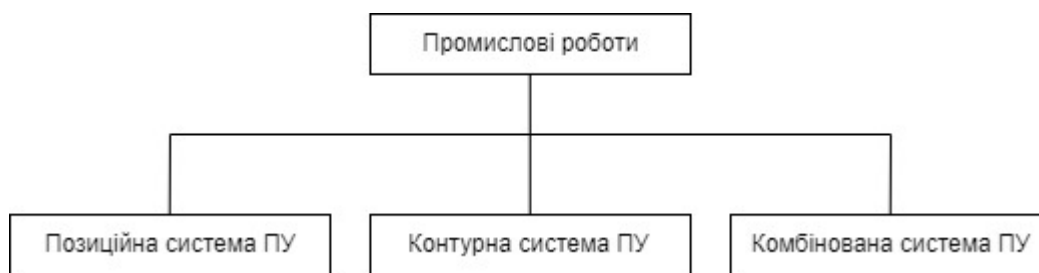 Промислові роботи
Позиційна система ПУ
Контурна система ПУ
Комбінована система ПУ